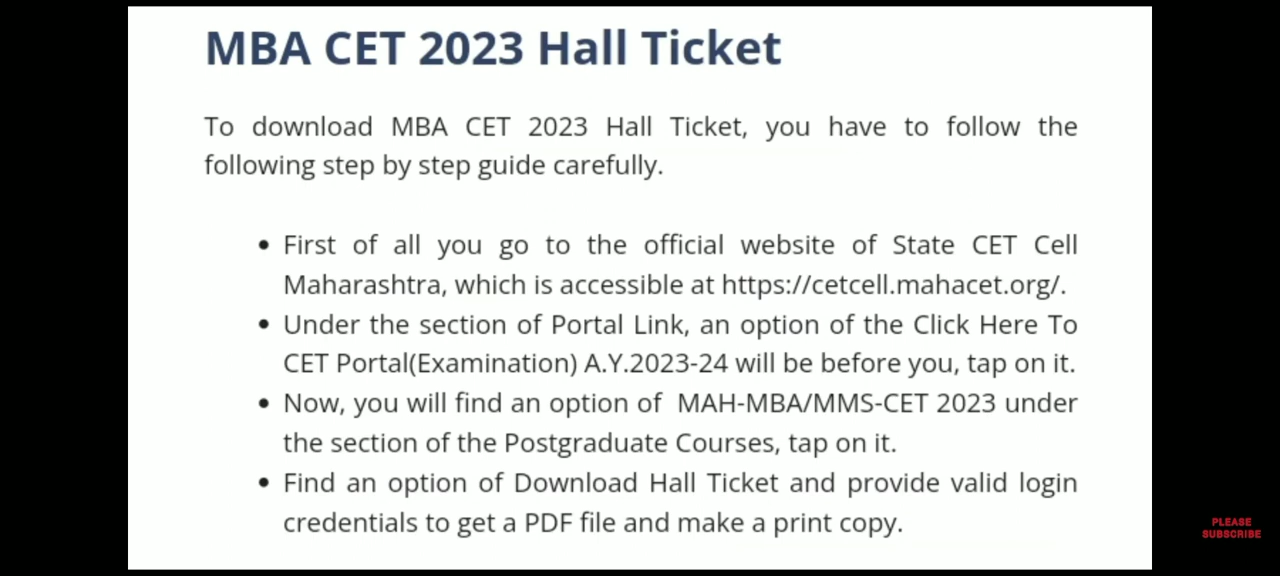 MBA CET 2023 Hall Ticket
To download MBA CET 2023 Hall Ticket, you have to follow the
following step by step guide carefully.
• First of all you go to the official website of State CET Cell
Maharashtra, which is accessible at https://cetcell.mahacet.org/.
• Under the section of Portal Link, an option of the Click Here To
CET Portal(Examination) A.Y.2023-24 will be before you, tap on it.
• Now, you will find an option of MAH-MBA/MMS-CET 2023 under
the section of the Postgraduate Courses, tap on it.
• Find an option of Download Hall Ticket and provide valid login
credentials to get a PDF file and make a print copy.
PLEASE
SUBSCRIBE